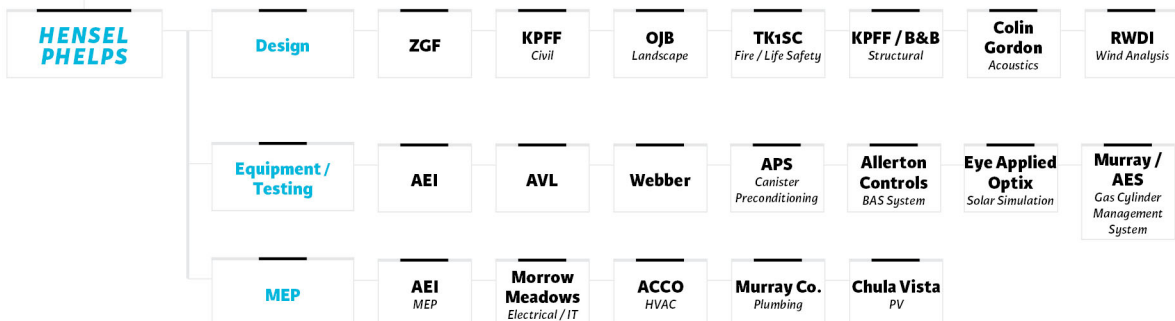 HENSEL
PHELPS
Design
ZGF
KPFF
Civil
OJB
Landscape
TK1SC
Fire / Life Safety
KPFF / B&B
Structural
Colin
Gordon
Acoustics
RWDI
Wind Analysis
Equipment /
Testing
AEI
AVL
Webber
APS
Canister
Preconditioning
Allerton
Controls
BAS System
Eye Applied
Optix
Solar Simulation
Murray /
AES
Gas Cylinder
Management
System
MEP
AEI
MEP
Morrow
Meadows
Electrical / IT
ACCO
HVAC
Murray Co.
Plumbing
Chula Vista
PV